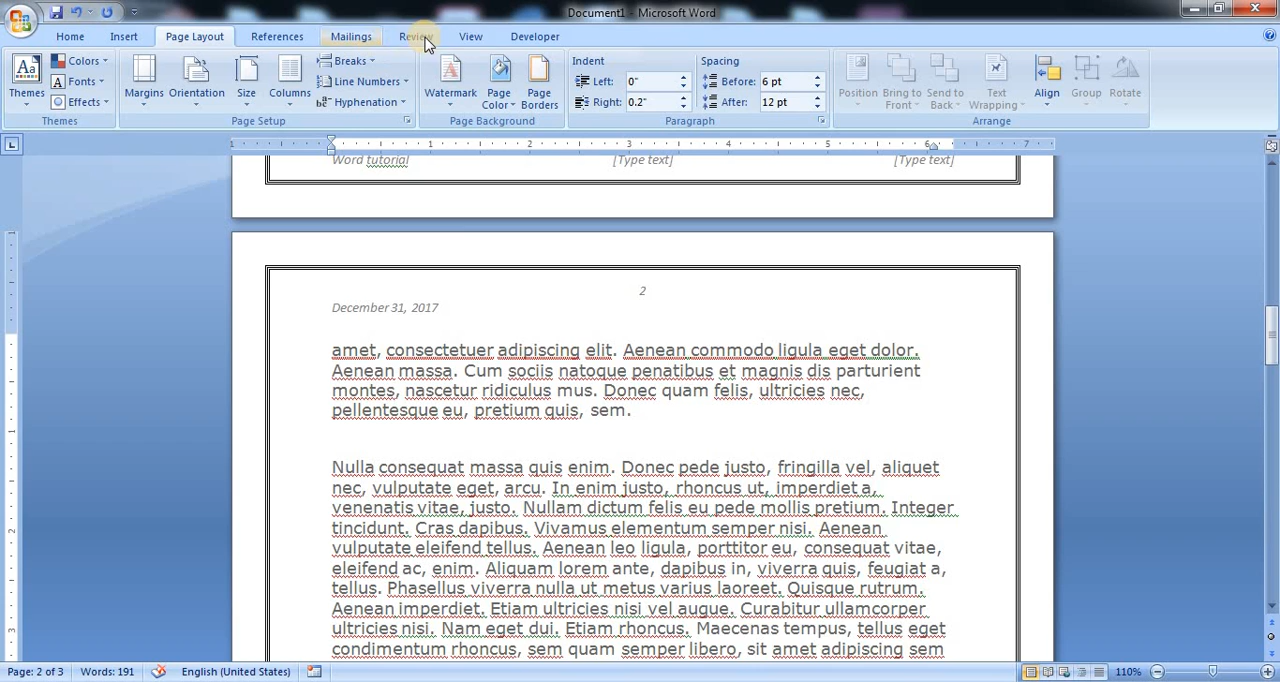 Document1 - Microsoft Word
Home Insert Page Layout References Mailings Review View Developer
Themes Colors Fonts Effects
Margins Orientation Size Columns Breaks Line Numbers Hyphenation
Watermark Page Color Page Borders
Indent Spacing
Left: 0" Before: 6 pt
Right: 0.2" After: 12 pt
Position Bring to Front Send to Back Text Wrapping Align Group Rotate
Themes Page Setup Page Background Paragraph Arrange
1 1 2 3 4 5 6 7
Word tutorial [Type text] [Type text]
2
December 31, 2017
amet, consectetuer adipiscing elit. Aenean commodo ligula eget dolor.
Aenean massa. Cum sociis natoque penatibus et magnis dis parturient
montes, nascetur ridiculus mus. Donec quam felis, ultricies nec,
pellentesque eu, pretium quis, sem.
Nulla consequat massa quis enim. Donec pede justo, fringilla vel, aliquet
nec, vulputate eget, arcu. In enim justo, rhoncus ut, imperdiet a,
venenatis vitae, justo. Nullam dictum felis eu pede mollis pretium. Integer
tincidunt. Cras dapibus. Vivamus elementum semper nisi. Aenean
vulputate eleifend tellus. Aenean leo ligula, porttitor eu, consequat vitae,
eleifend ac, enim. Aliquam lorem ante, dapibus in, viverra quis, feugiat a,
tellus. Phasellus viverra nulla ut metus varius laoreet. Quisque rutrum.
Aenean imperdiet. Etiam ultricies nisi vel augue. Curabitur ullamcorper
ultricies nisi. Nam eget dui. Etiam rhoncus. Maecenas tempus, tellus eget
condimentum rhoncus, sem quam semper libero, sit amet adipiscing sem
Page: 2 of 3 Words: 191 English (United States) 110%